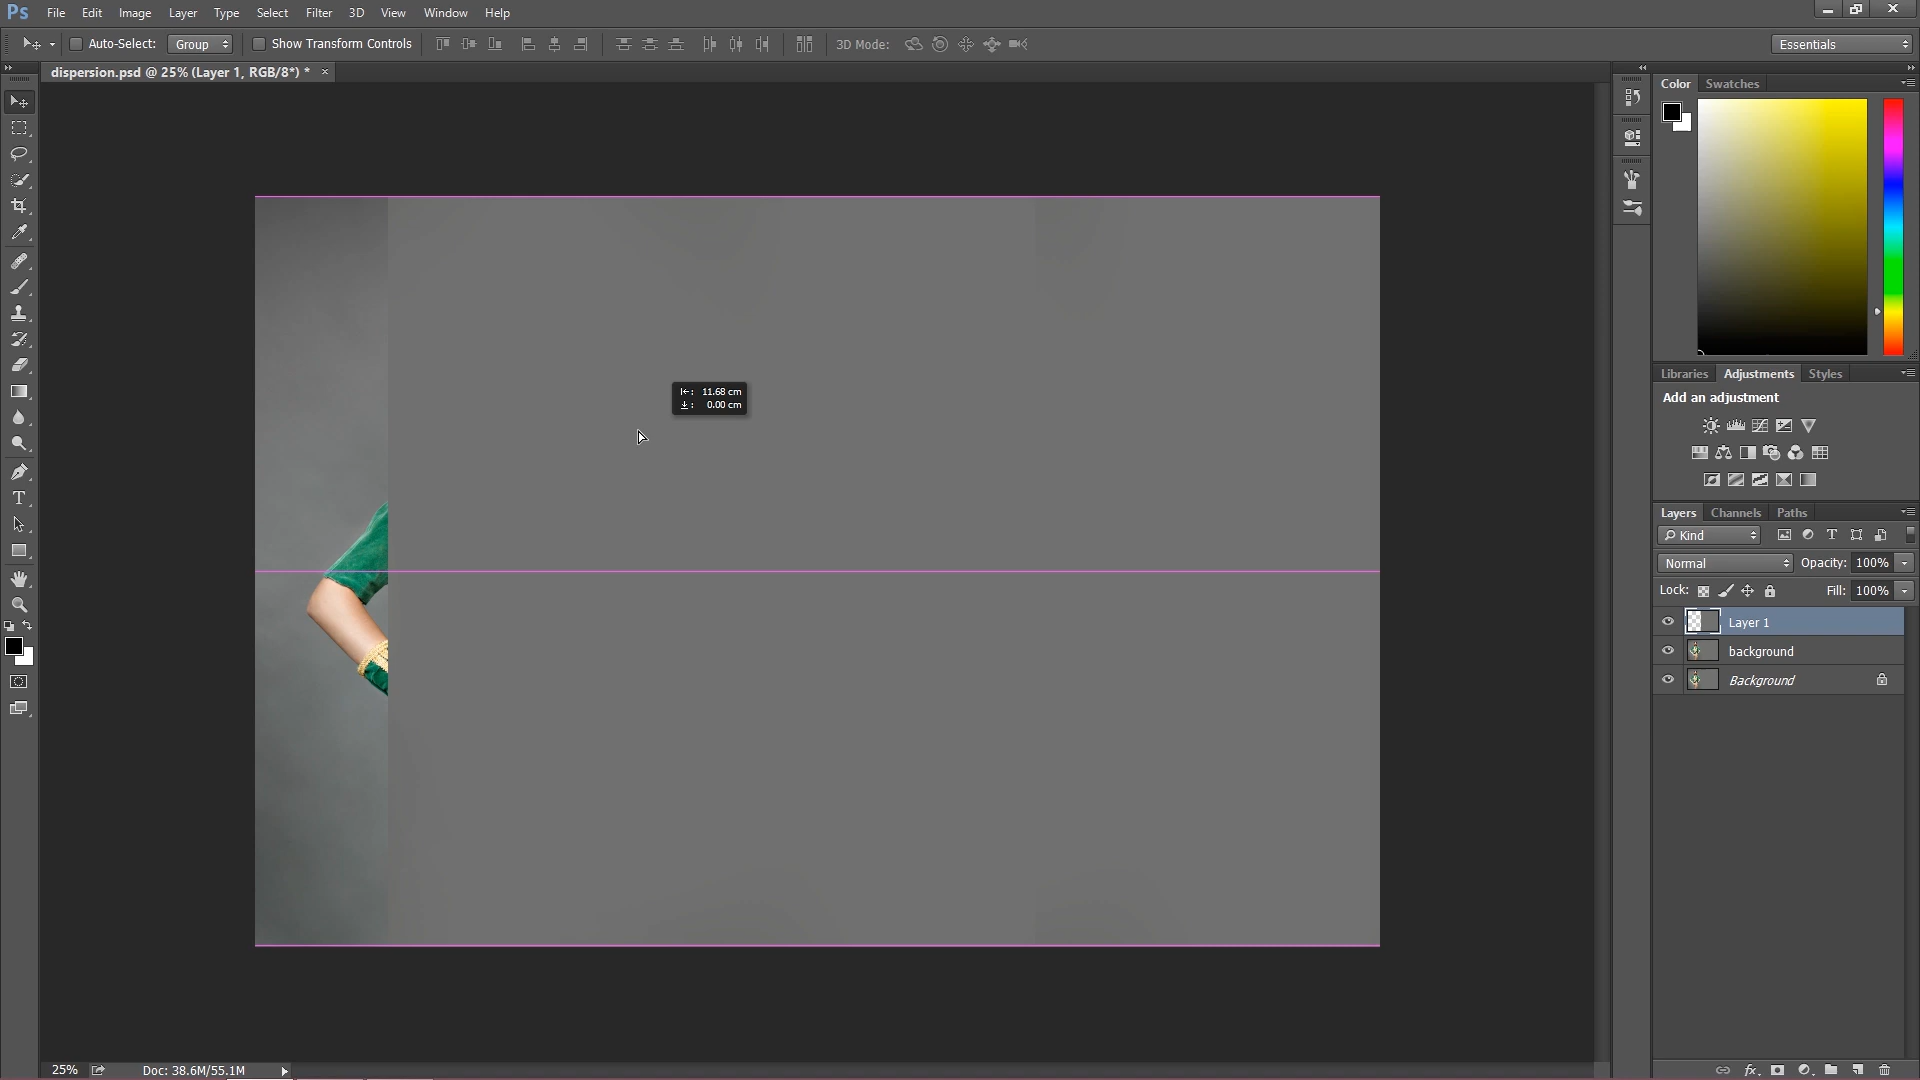 Ps File Edit Image Layer Type Select Filter 3D View Window Help
Auto-Select: Group Show Transform Controls 3D Mode: Essentials
dispersion.psd @ 25% (Layer 1, RGB/8*) * ×
Color Swatches
11.68 cm
0.00 cm
Libraries Adjustments Styles
Add an adjustment
Layers Channels Paths
Kind
Normal Opacity: 100%
Lock: Fill: 100%
Layer 1
background
Background
25% Doc: 38.6M/55.1M